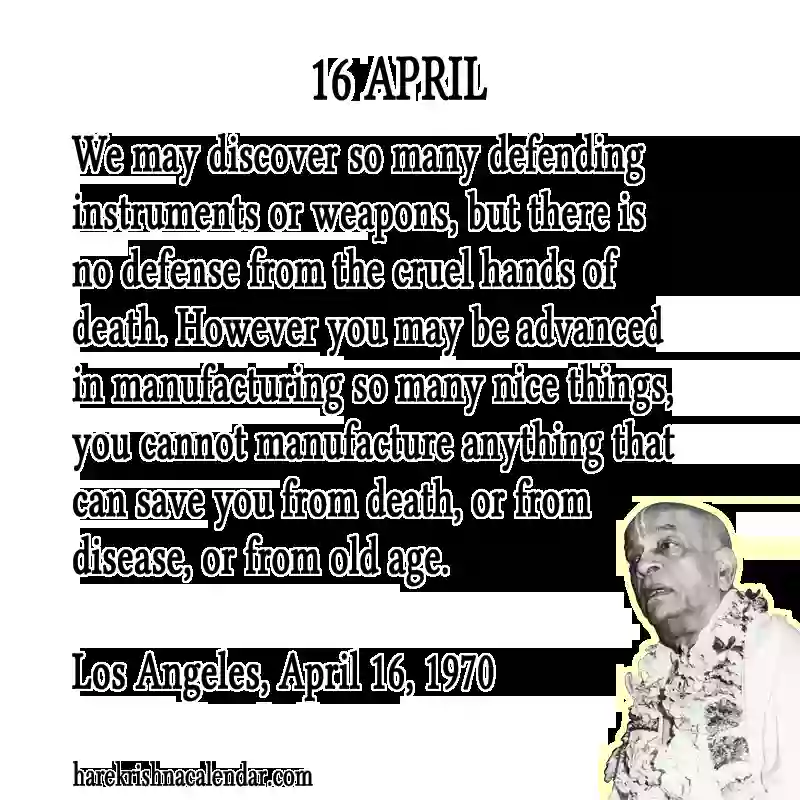 16 APRIL
We may discover so many defending
instruments or weapons, but there is
no defense from the cruel hands of
death. However you may be advanced
in manufacturing so many nice things,
you cannot manufacture anything that
can save you from death, or from
disease, or from old age.
Los Angeles, April 16, 1970
harekrishnacalendar.com